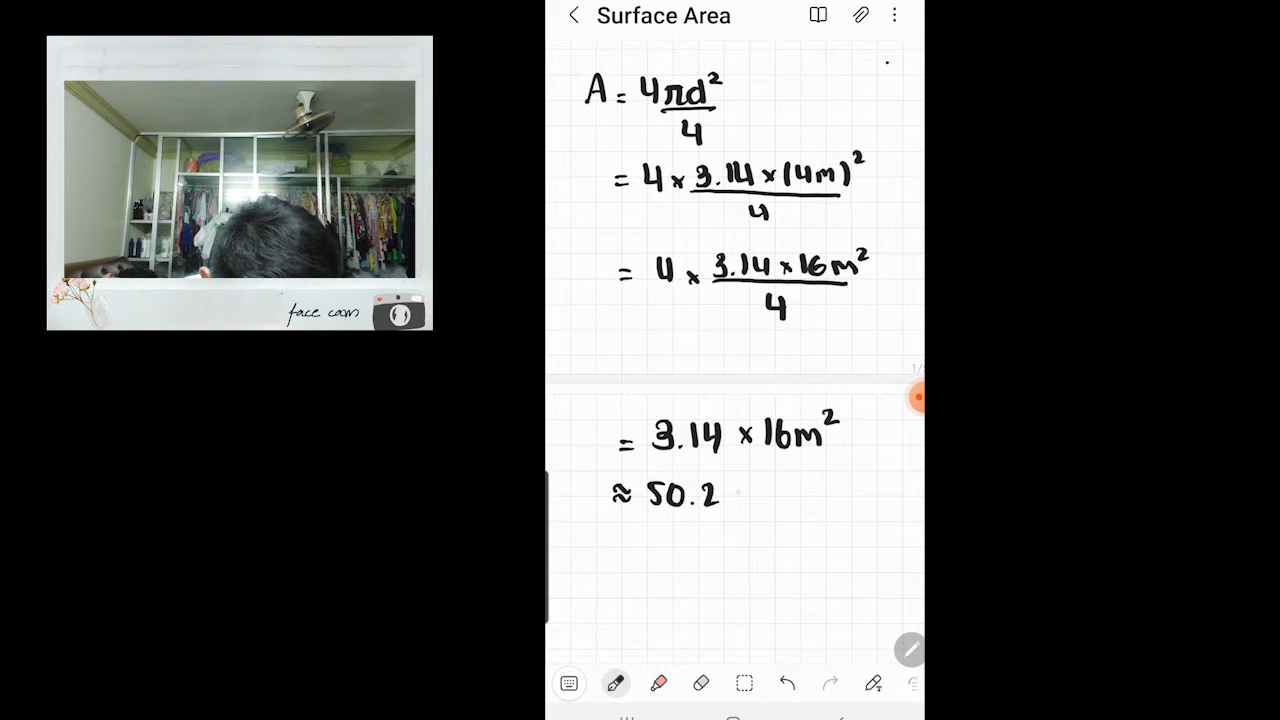 face cam
Surface Area
A = 4πd²/4
= 4 × 3.14 × (4m)²/4
= 4 × 3.14 × 16m²/4
1/
= 3.14 × 16m²
≈ 50.2